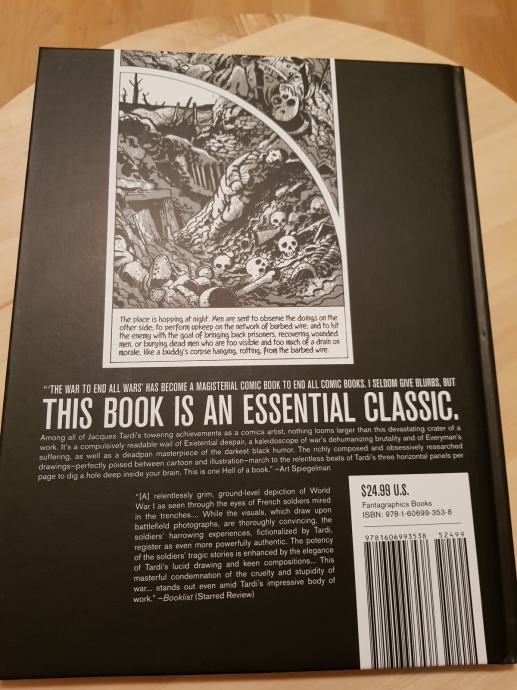 The place is hopping at night. Men are sent to observe the doings on the
other side; to perform upkeep on the network of barbed wire; and to hit
the enemy with the goal of bringing back prisoners, recovering wounded
men, or burying dead men who are too visible and too much of a drain on
morale, like a buddy's corpse hanging, rotting, from the barbed wire.
"'THE WAR TO END ALL WARS' HAS BECOME A MAGISTERIAL COMIC BOOK TO END ALL COMIC BOOKS. I SELDOM GIVE BLURBS, BUT
THIS BOOK IS AN ESSENTIAL CLASSIC.
Among all of Jacques Tardi's towering achievements as a comics artist, nothing looms larger than this devastating crater of a
work. It's a compulsively readable wail of Existential despair, a kaleidoscope of war's dehumanizing brutality and of Everyman's
suffering, as well as a deadpan masterpiece of the darkest black humor. The richly composed and obsessively researched
drawings—perfectly poised between cartoon and illustration—march to the relentless beats of Tardi's three horizontal panels per
page to dig a hole deep inside your brain. This is one Hell of a book." –Art Spiegelman
"[A] relentlessly grim, ground-level depiction of World
War I as seen through the eyes of French soldiers mired
in the trenches... While the visuals, which draw upon
battlefield photographs, are thoroughly convincing, the
soldiers' harrowing experiences, fictionalized by Tardi,
register as even more powerfully authentic. The potency
of the soldiers' tragic stories is enhanced by the elegance
of Tardi's lucid drawing and keen compositions... This
masterful condemnation of the cruelty and stupidity of
war... stands out even amid Tardi's impressive body of
work." –Booklist (Starred Review)
$24.99 U.S.
Fantagraphics Books
ISBN: 978-1-60699-353-8
9781606993538 52499